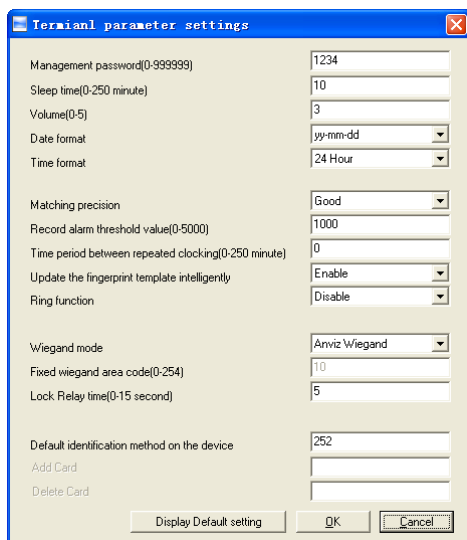 Termianl parameter settings
Management password(0-999999) 1234
Sleep time(0-250 minute) 10
Volume(0-5) 3
Date format yy-mm-dd
Time format 24 Hour
Matching precision Good
Record alarm threshold value(0-5000) 1000
Time period between repeated clocking(0-250 minute) 0
Update the fingerprint template intelligently Enable
Ring function Disable
Wiegand mode Anviz Wiegand
Fixed wiegand area code(0-254) 10
Lock Relay time(0-15 second) 5
Default identification method on the device 252
Add Card
Delete Card
Display Default setting OK Cancel